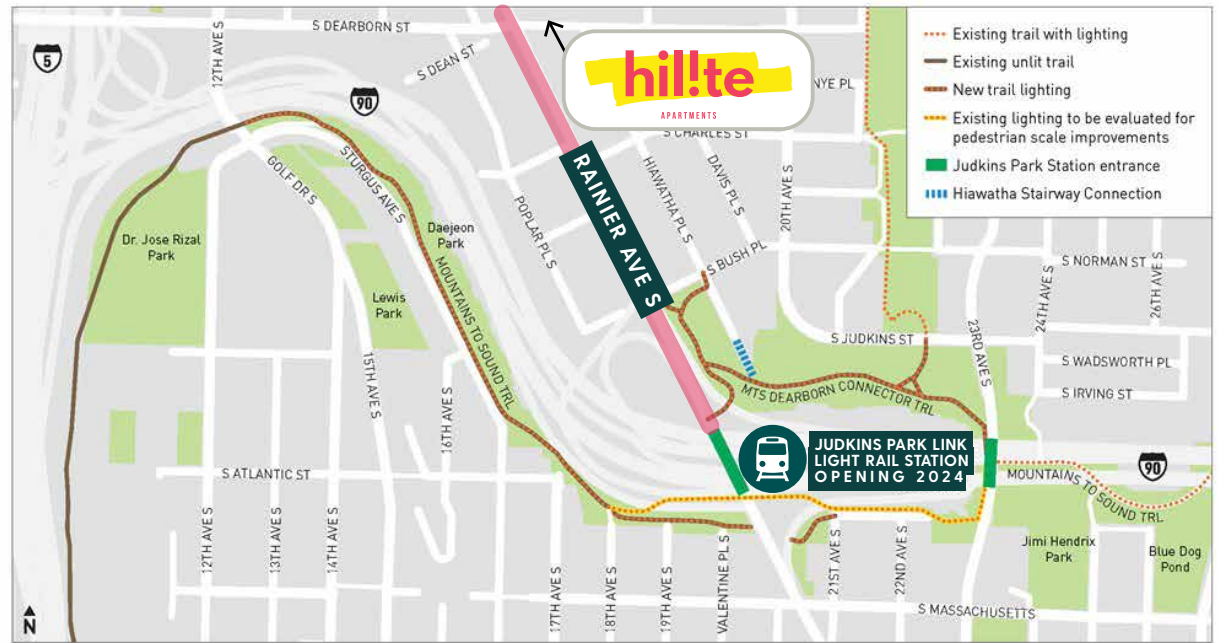 S DEARBORN ST
12TH AVE S
S DEAN ST
5
90
hil!te
APARTMENTS
NYE PL
S CHARLES ST
Existing trail with lighting
Existing unlit trail
New trail lighting
Existing lighting to be evaluated for
pedestrian scale improvements
Judkins Park Station entrance
Hiawatha Stairway Connection
GOLF DR S
STURGUS AVE S
POPLAR PL S
RAINIER AVE S
HIAWATHA PL S
DAVIS PL S
20TH AVE S
S BUSH PL
Dr. Jose Rizal
Park
Daejeon
Park
Lewis
Park
MOUNTAINS TO SOUND TRL
S NORMAN ST
24TH AVE S
26TH AVE S
23RD AVE S
S JUDKINS ST
S WADSWORTH PL
S IRVING ST
15TH AVE S
16TH AVE S
MTS DEARBORN CONNECTOR TRL
JUDKINS PARK LINK
LIGHT RAIL STATION
OPENING 2024
90
MOUNTAINS TO SOUND TRL
S ATLANTIC ST
12TH AVE S
13TH AVE S
14TH AVE S
17TH AVE S
18TH AVE S
19TH AVE S
VALENTINE PL S
21ST AVE S
22ND AVE S
Jimi Hendrix
Park
Blue Dog
Pond
S MASSACHUSETTS
N